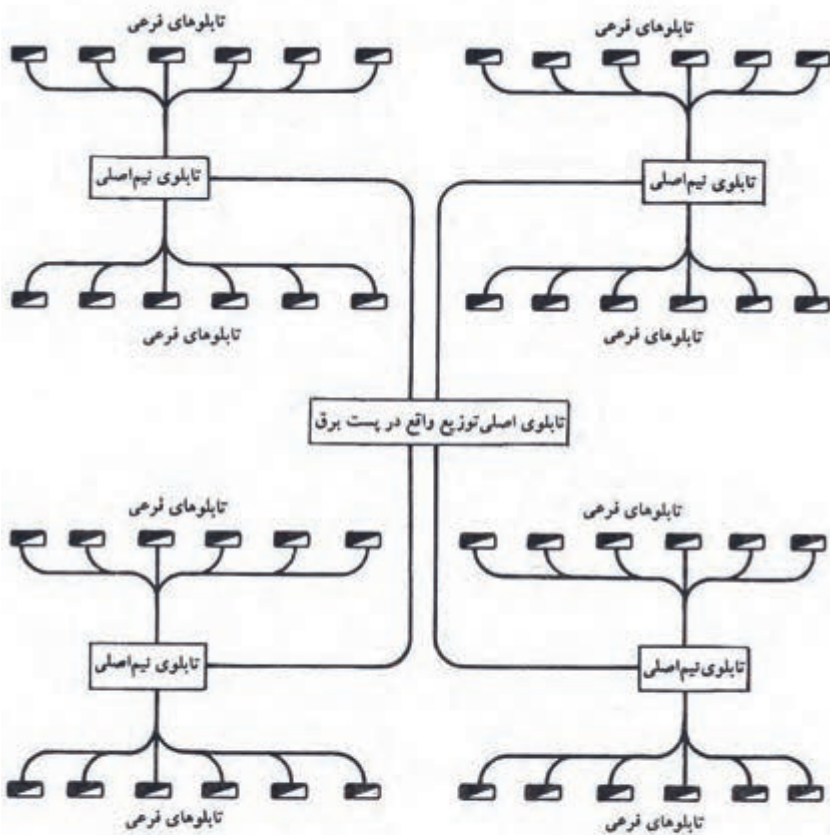 تابلوهای فرعی
تابلوهای فرعی
تابلوی نیم‌اصلی
تابلوی نیم‌اصلی
تابلوهای فرعی
تابلوهای فرعی
تابلوی اصلی توزیع واقع در پست برق
تابلوهای فرعی
تابلوهای فرعی
تابلوی نیم‌اصلی
تابلوی نیم‌اصلی
تابلوهای فرعی
تابلوهای فرعی